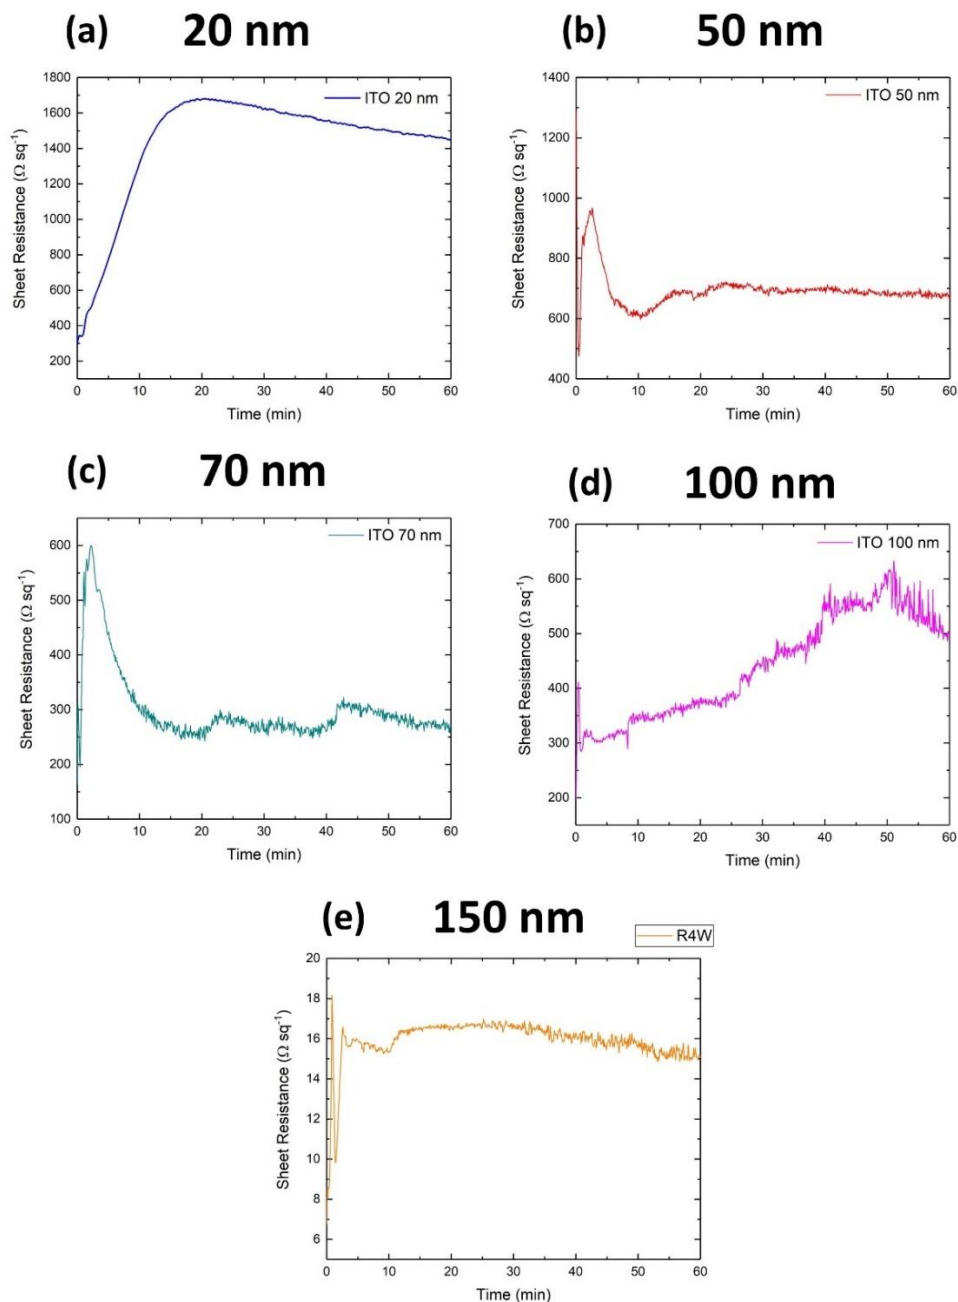 (a) 20 nm
ITO 20 nm
Sheet Resistance (Ω sq⁻¹)
1800
1600
1400
1200
1000
800
600
400
200
0 10 20 30 40 50 60
Time (min)
(b) 50 nm
ITO 50 nm
Sheet Resistance (Ω sq⁻¹)
1400
1200
1000
800
600
400
0 10 20 30 40 50 60
Time (min)
(c) 70 nm
ITO 70 nm
Sheet Resistance (Ω sq⁻¹)
600
500
400
300
200
100
0 10 20 30 40 50 60
Time (min)
(d) 100 nm
ITO 100 nm
Sheet Resistance (Ω sq⁻¹)
700
600
500
400
300
200
0 10 20 30 40 50 60
Time (min)
(e) 150 nm
R4W
Sheet Resistance (Ω sq⁻¹)
20
18
16
14
12
10
8
6
0 10 20 30 40 50 60
Time (min)